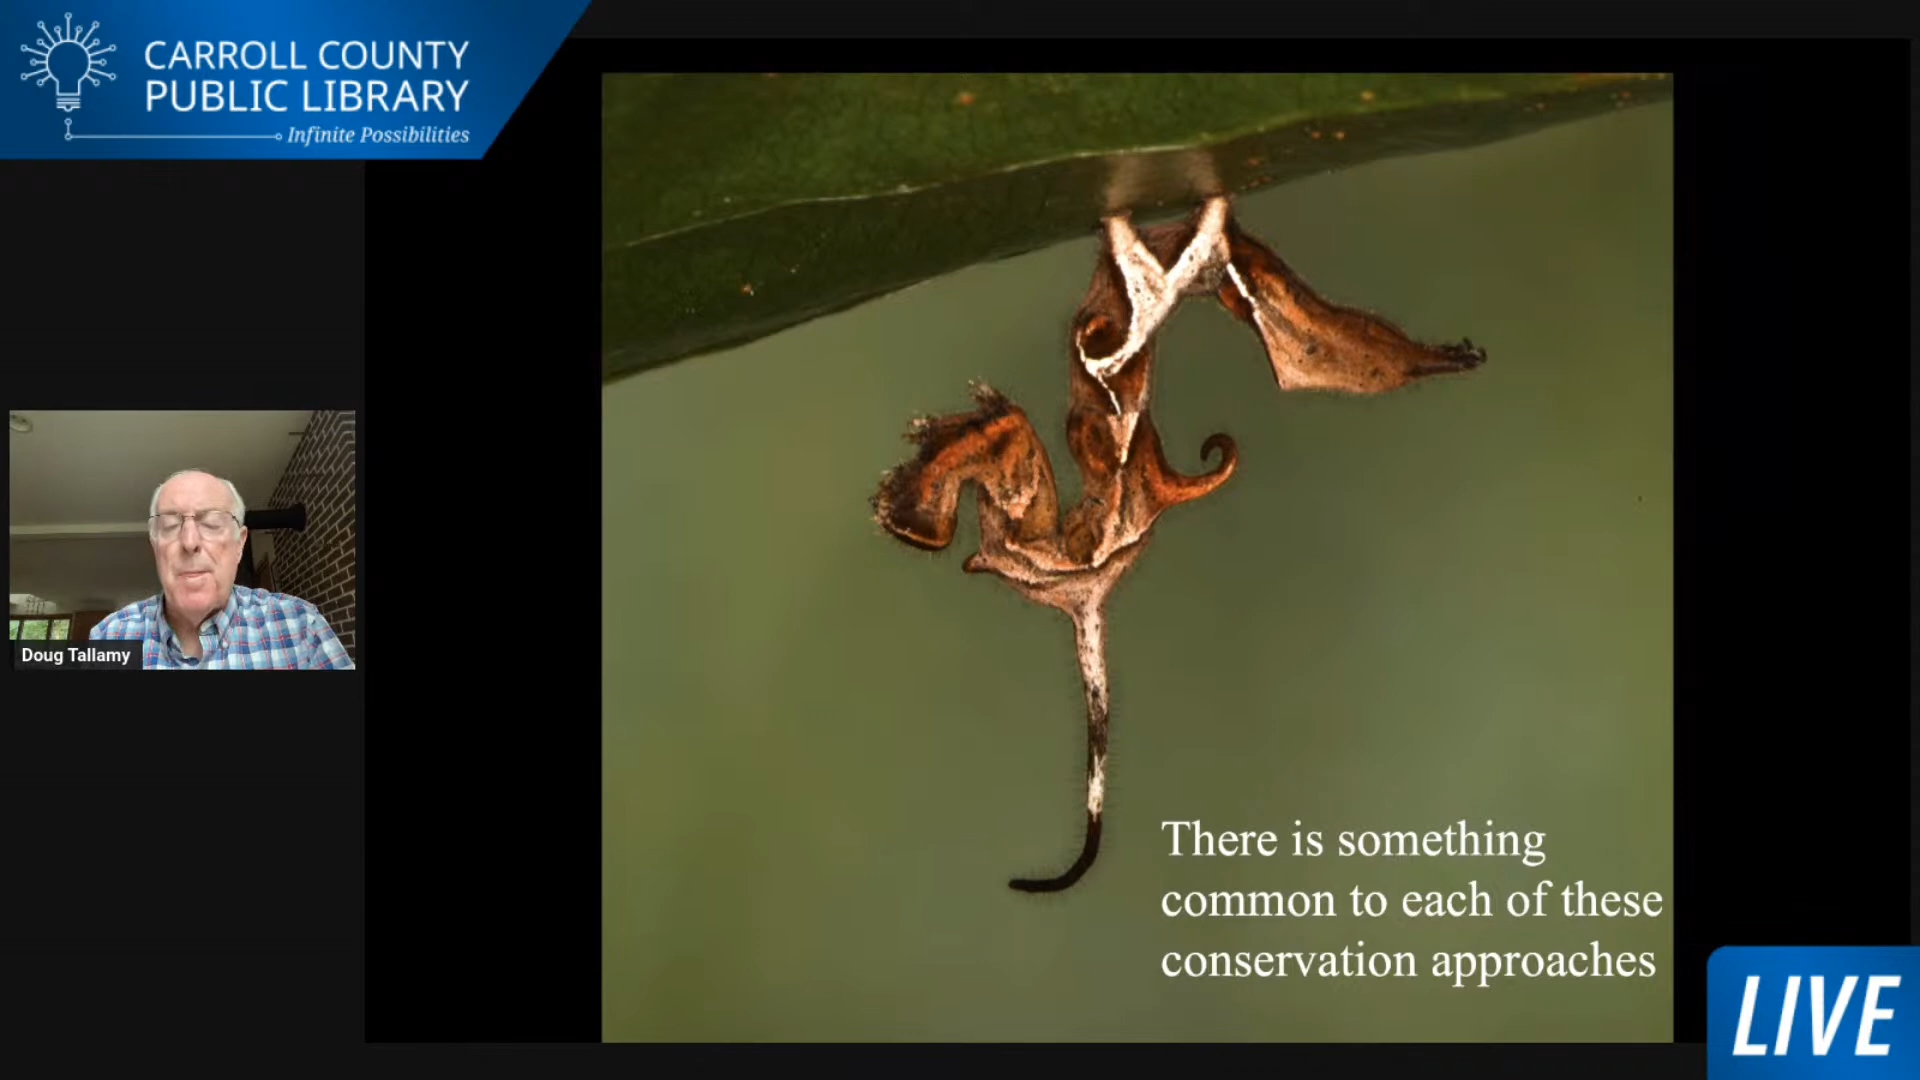 CARROLL COUNTY
PUBLIC LIBRARY
Infinite Possibilities
Doug Tallamy
There is something
common to each of these
conservation approaches
LIVE